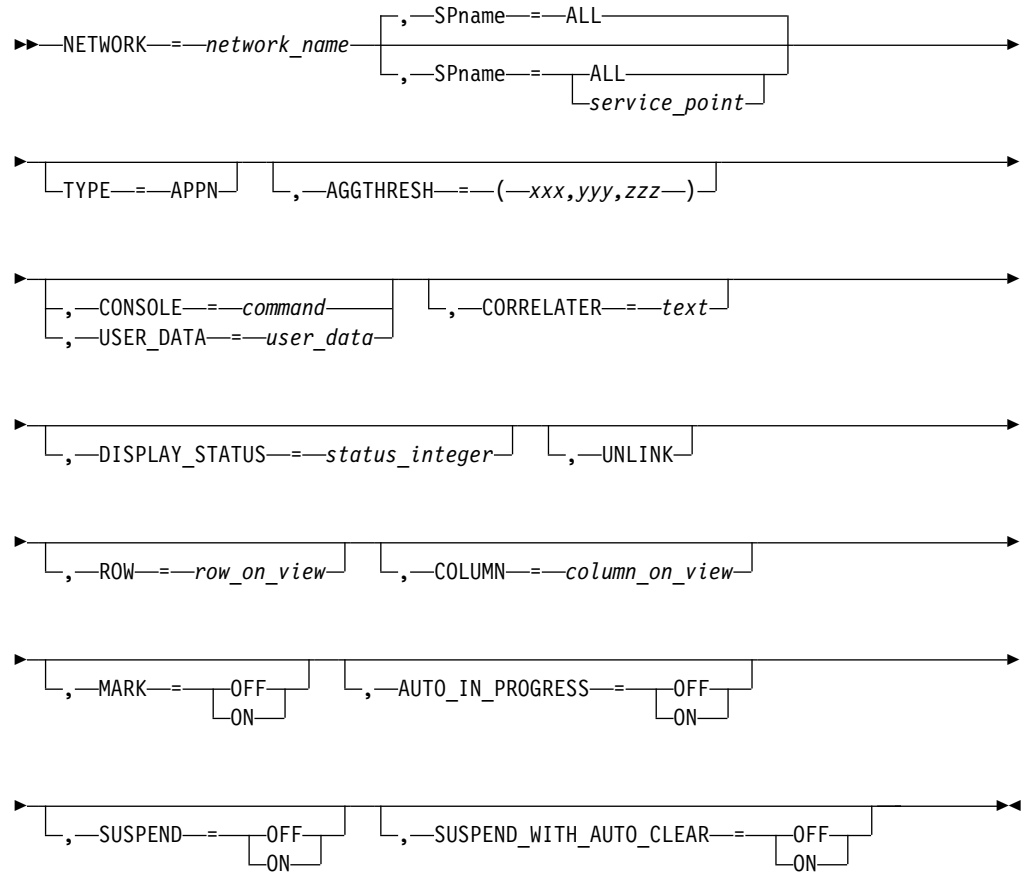 , SPname = ALL
NETWORK = network_name
, SPname = ALL
service_point
TYPE = APPN , AGGTHRESH = ( xxx,yyy,zzz )
, CONSOLE = command , CORRELATER = text
, USER_DATA = user_data
, DISPLAY_STATUS = status_integer , UNLINK
, ROW = row_on_view , COLUMN = column_on_view
, MARK = OFF , AUTO_IN_PROGRESS = OFF
ON ON
, SUSPEND = OFF , SUSPEND_WITH_AUTO_CLEAR = OFF
ON ON